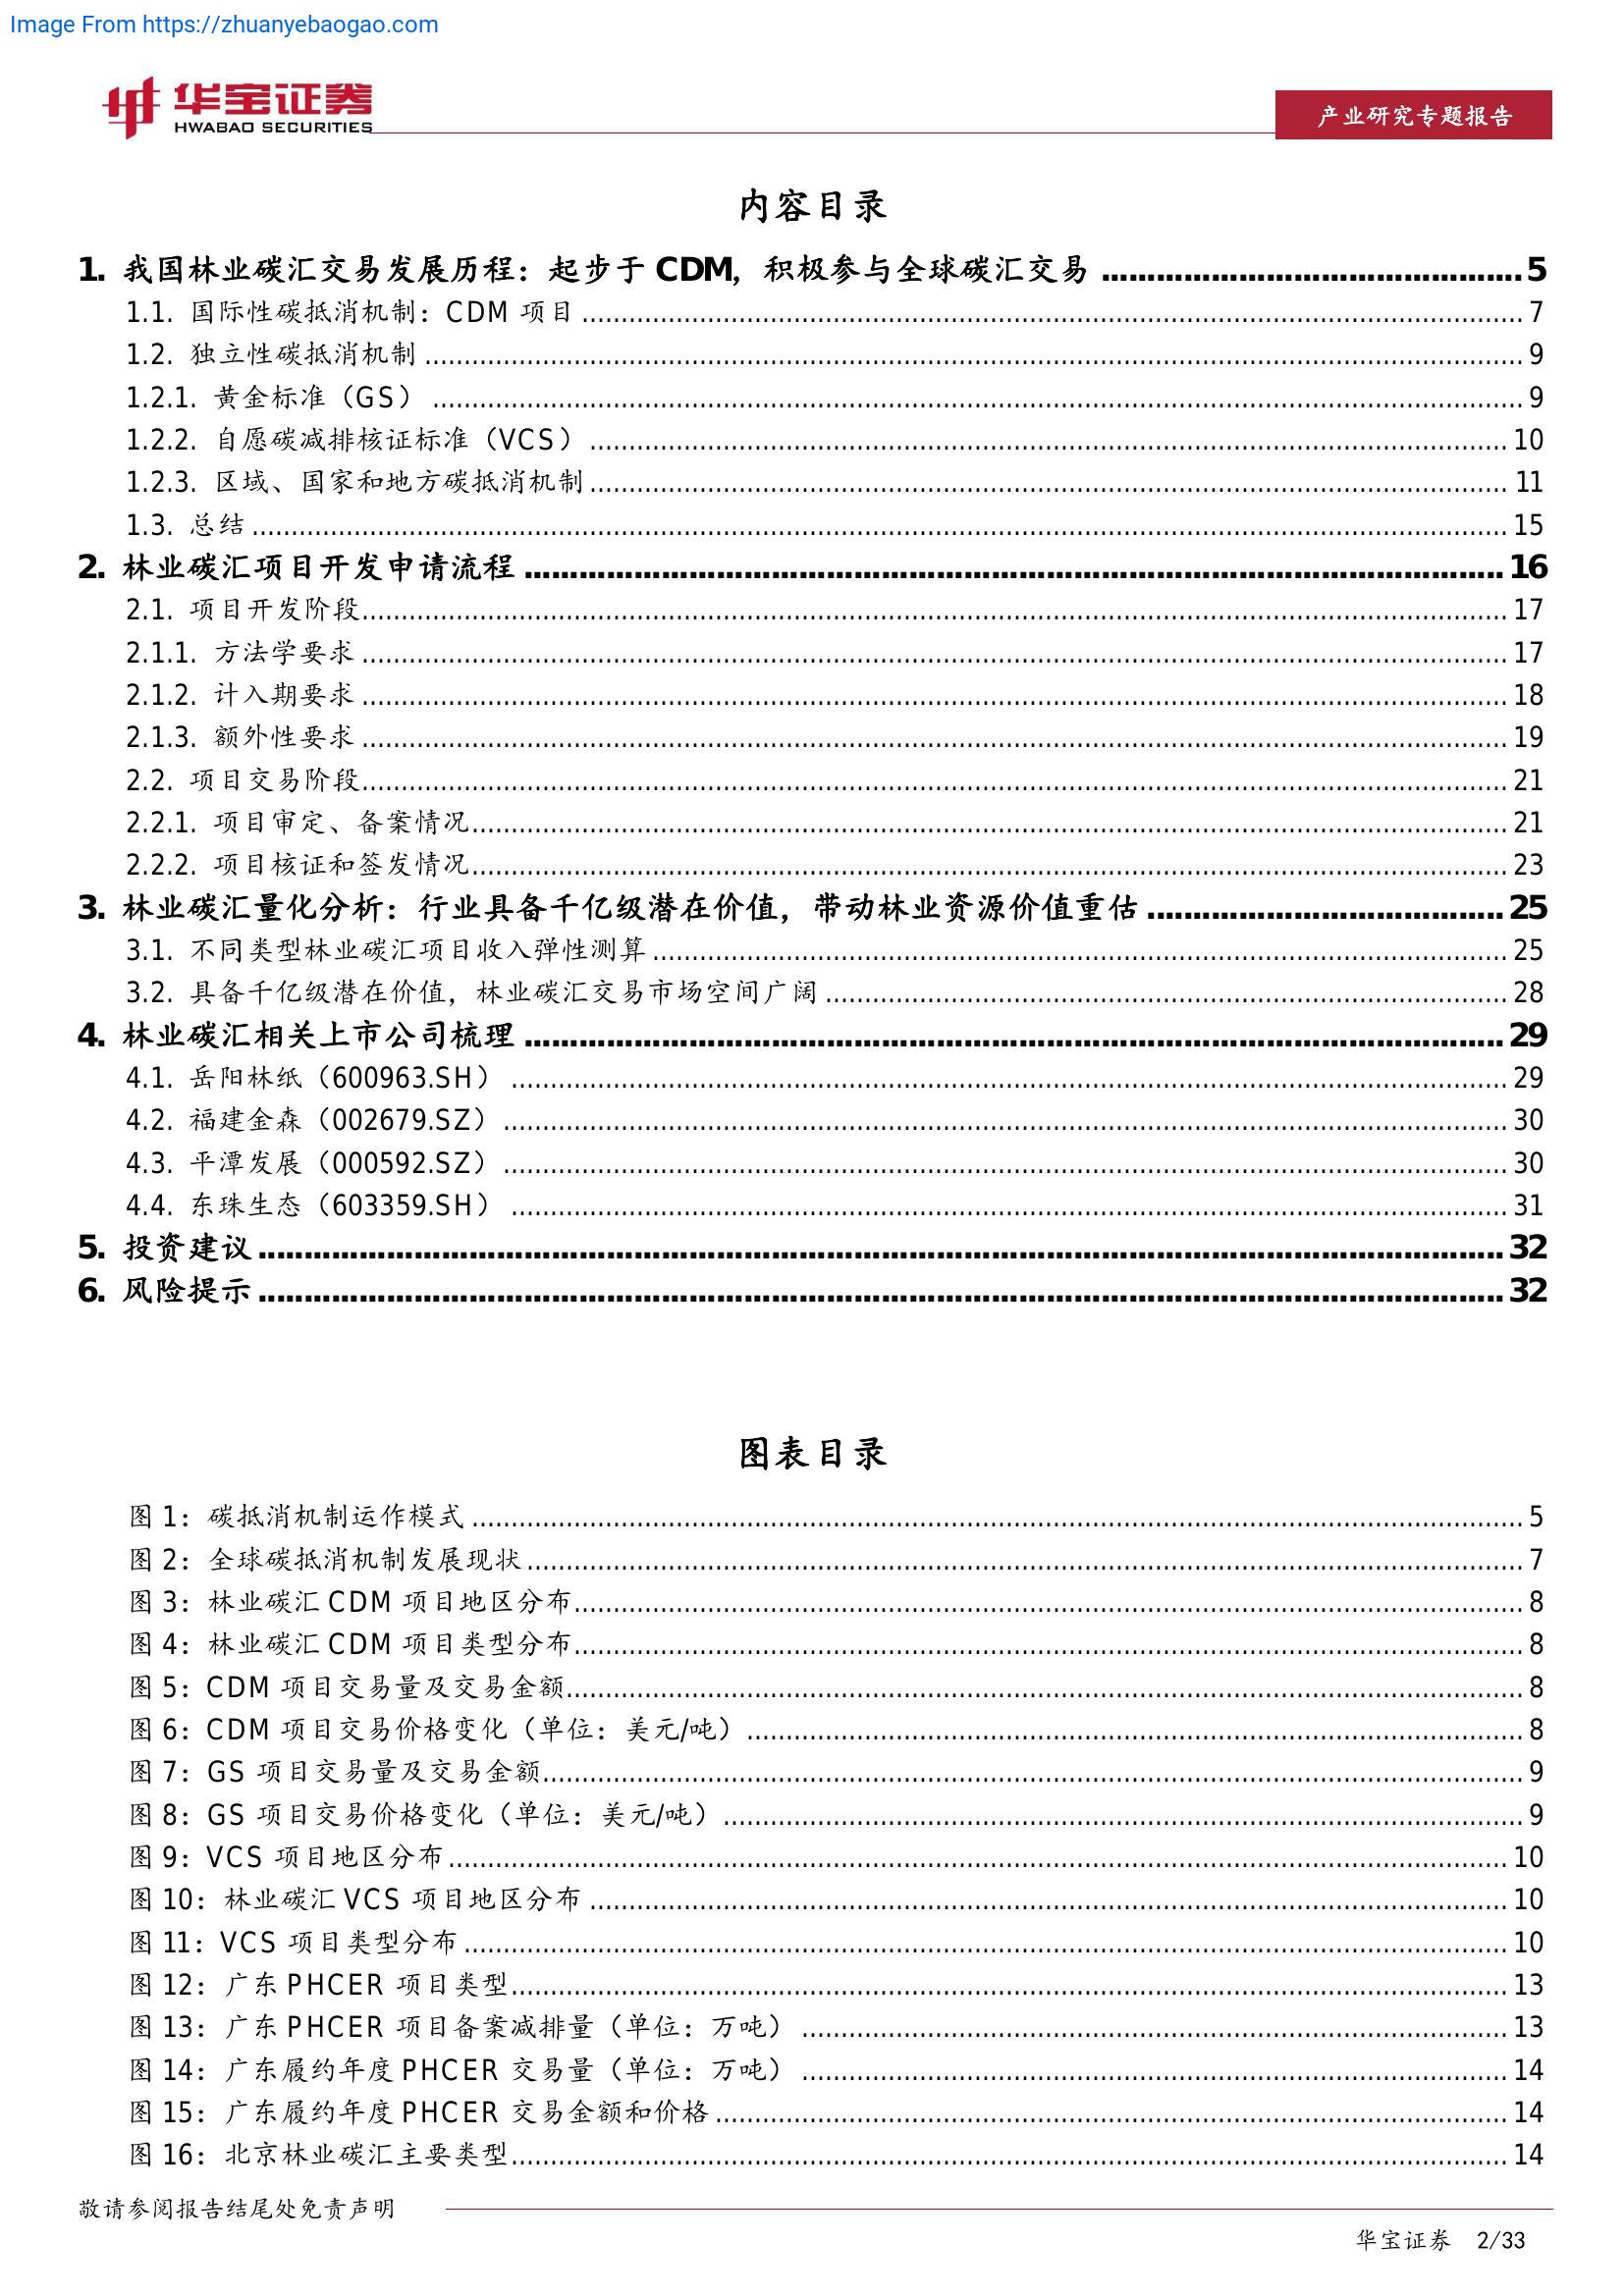 Image From https://zhuanyebaogao.com
华宝证券
HWABAO SECURITIES
产业研究专题报告
内容目录
1. 我国林业碳汇交易发展历程：起步于 CDM，积极参与全球碳汇交易 ........ 5
1.1. 国际性碳抵消机制：CDM 项目 ........ 7
1.2. 独立性碳抵消机制 ........ 9
1.2.1. 黄金标准（GS） ........ 9
1.2.2. 自愿碳减排核证标准（VCS） ........ 10
1.2.3. 区域、国家和地方碳抵消机制 ........ 11
1.3. 总结 ........ 15
2. 林业碳汇项目开发申请流程 ........ 16
2.1. 项目开发阶段 ........ 17
2.1.1. 方法学要求 ........ 17
2.1.2. 计入期要求 ........ 18
2.1.3. 额外性要求 ........ 19
2.2. 项目交易阶段 ........ 21
2.2.1. 项目审定、备案情况 ........ 21
2.2.2. 项目核证和签发情况 ........ 23
3. 林业碳汇量化分析：行业具备千亿级潜在价值，带动林业资源价值重估 ........ 25
3.1. 不同类型林业碳汇项目收入弹性测算 ........ 25
3.2. 具备千亿级潜在价值，林业碳汇交易市场空间广阔 ........ 28
4. 林业碳汇相关上市公司梳理 ........ 29
4.1. 岳阳林纸（600963.SH） ........ 29
4.2. 福建金森（002679.SZ） ........ 30
4.3. 平潭发展（000592.SZ） ........ 30
4.4. 东珠生态（603359.SH） ........ 31
5. 投资建议 ........ 32
6. 风险提示 ........ 32
图表目录
图 1：碳抵消机制运作模式 ........ 5
图 2：全球碳抵消机制发展现状 ........ 7
图 3：林业碳汇 CDM 项目地区分布 ........ 8
图 4：林业碳汇 CDM 项目类型分布 ........ 8
图 5：CDM 项目交易量及交易金额 ........ 8
图 6：CDM 项目交易价格变化（单位：美元/吨） ........ 8
图 7：GS 项目交易量及交易金额 ........ 9
图 8：GS 项目交易价格变化（单位：美元/吨） ........ 9
图 9：VCS 项目地区分布 ........ 10
图 10：林业碳汇 VCS 项目地区分布 ........ 10
图 11：VCS 项目类型分布 ........ 10
图 12：广东 PHCER 项目类型 ........ 13
图 13：广东 PHCER 项目备案减排量（单位：万吨） ........ 13
图 14：广东履约年度 PHCER 交易量（单位：万吨） ........ 14
图 15：广东履约年度 PHCER 交易金额和价格 ........ 14
图 16：北京林业碳汇主要类型 ........ 14
敬请参阅报告结尾处免责声明
华宝证券 2/33